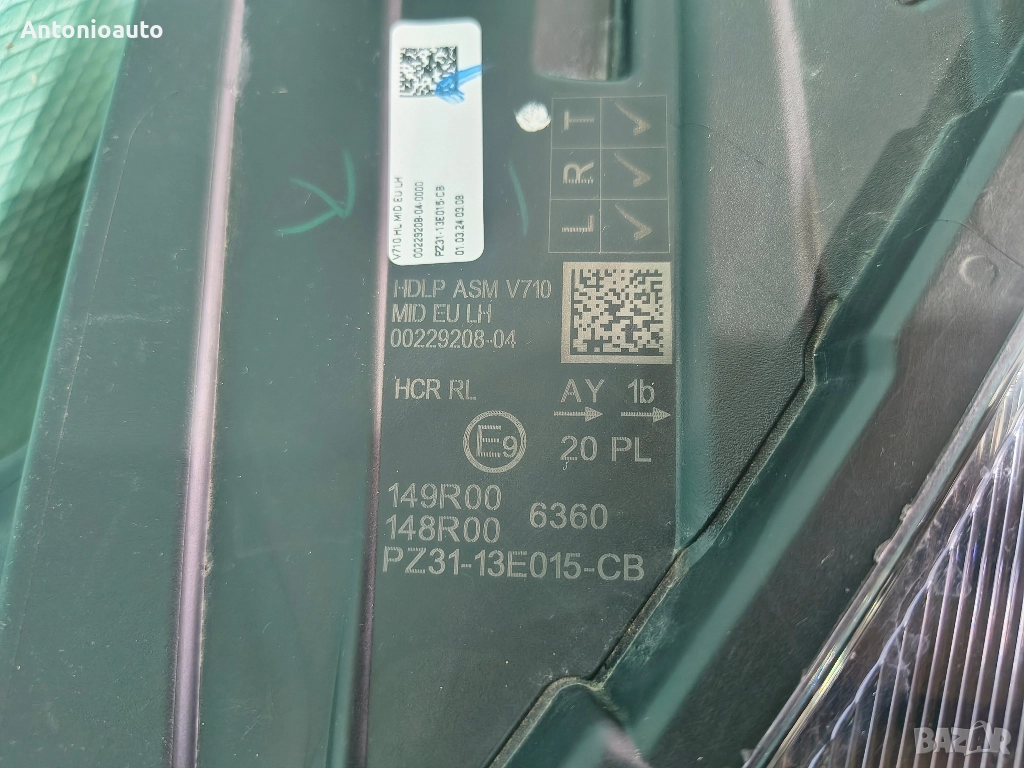 Antonioauto
V710 HL MID EU LH
00229208-04-0000
PZ31-13E015-CB
01.03.24 03:08
L R T
HDLP ASM V710
MID EU LH
00229208-04
HCR RL AY 1b
E9 20 PL
149R00
148R00 6360
PZ31-13E015-CB
BAZAR